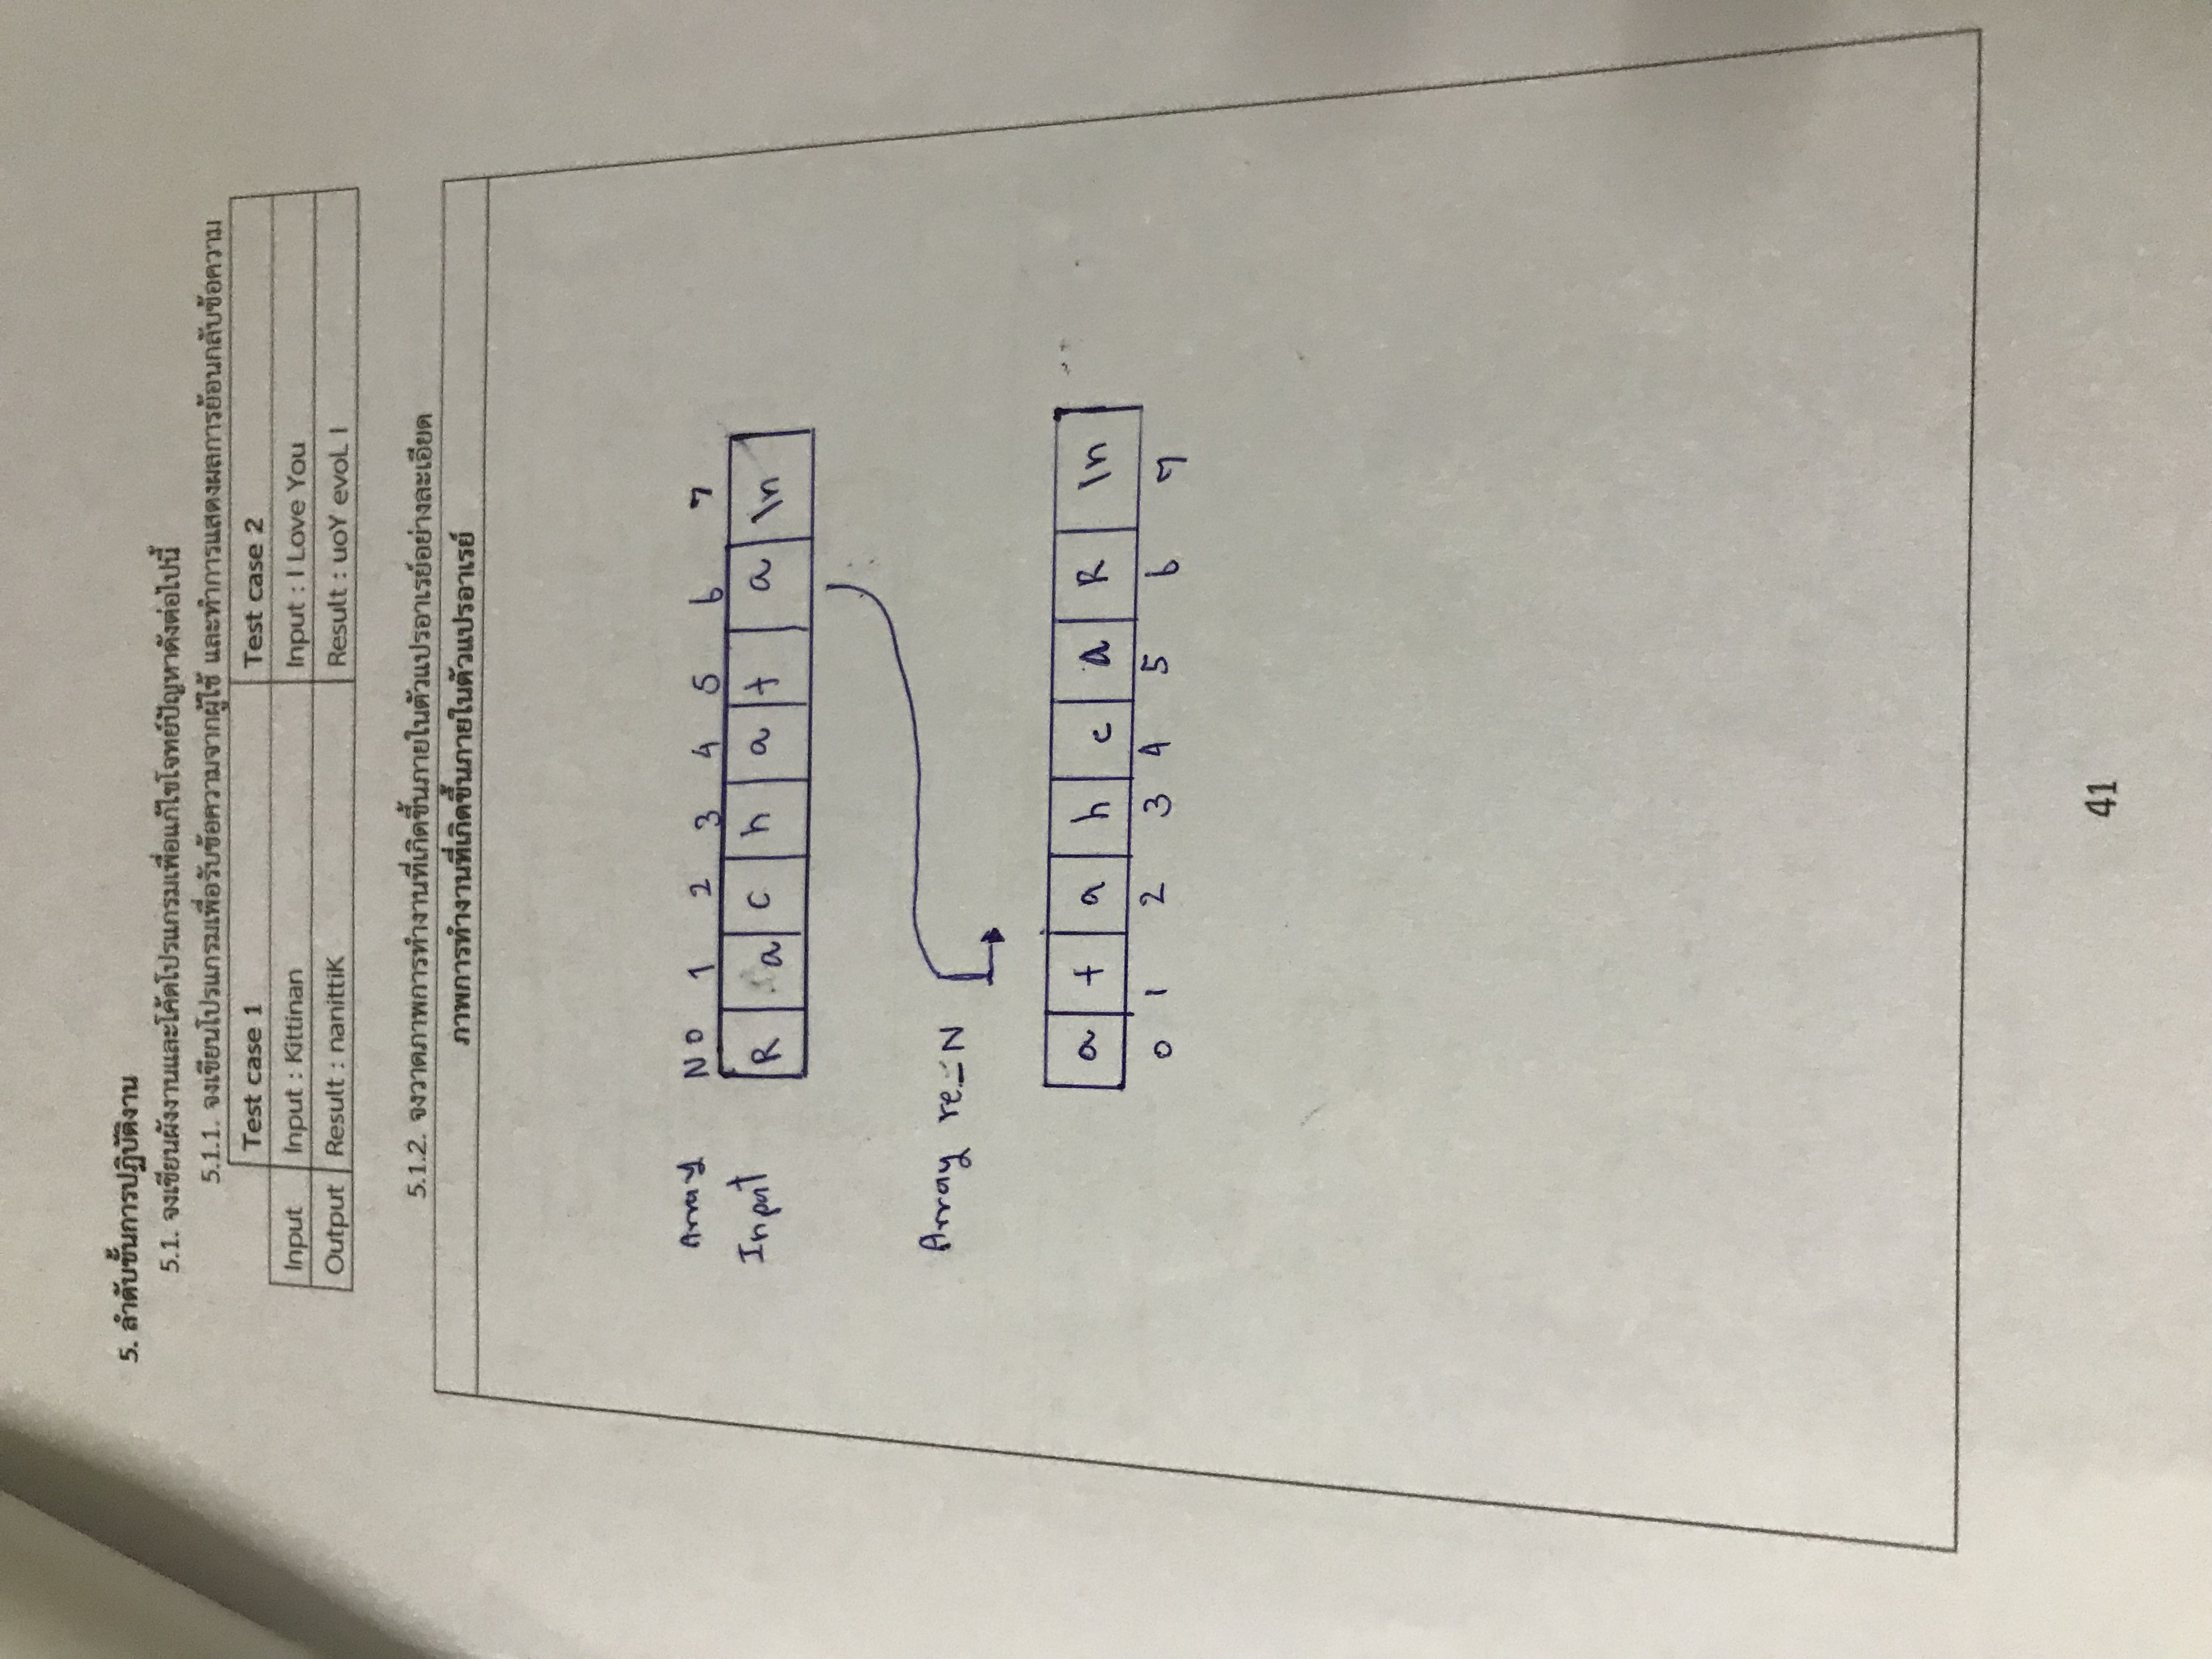 5. ลำดับขั้นการปฏิบัติงาน
5.1. จงเขียนผังงานและโค้ดโปรแกรมเพื่อแก้ไขโจทย์ปัญหาดังต่อไปนี้
5.1.1. จงเขียนโปรแกรมเพื่อรับข้อความจากผู้ใช้ และทำการแสดงผลการย้อนกลับข้อความ
Test case 1 Test case 2
Input Input : Kittinan Input : I Love You
Output Result : nanittiK Result : uoY evoL I
5.1.2. จงวาดภาพการทำงานที่เกิดขึ้นภายในตัวแปรอาเรย์อย่างละเอียด
ภาพการทำงานที่เกิดขึ้นภายในตัวแปรอาเรย์
Array N 0 1 2 3 4 5 6 7
Input R a c h a t a \n
Array re_N
a t a h c a R \n
0 1 2 3 4 5 6 7
41